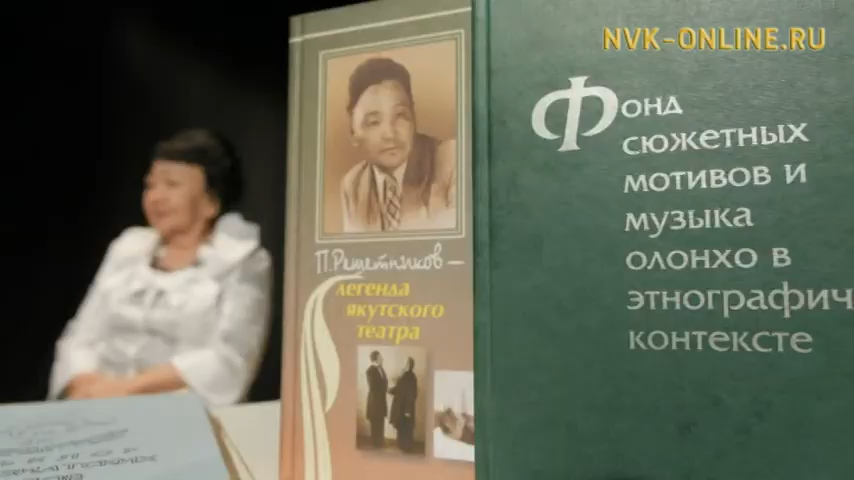 NVK-ONLINE.RU
П. Решетников –
легенда
якутского
театра
Фонд
сюжетных
мотивов и
музыка
олонхо в
этнографич
контексте